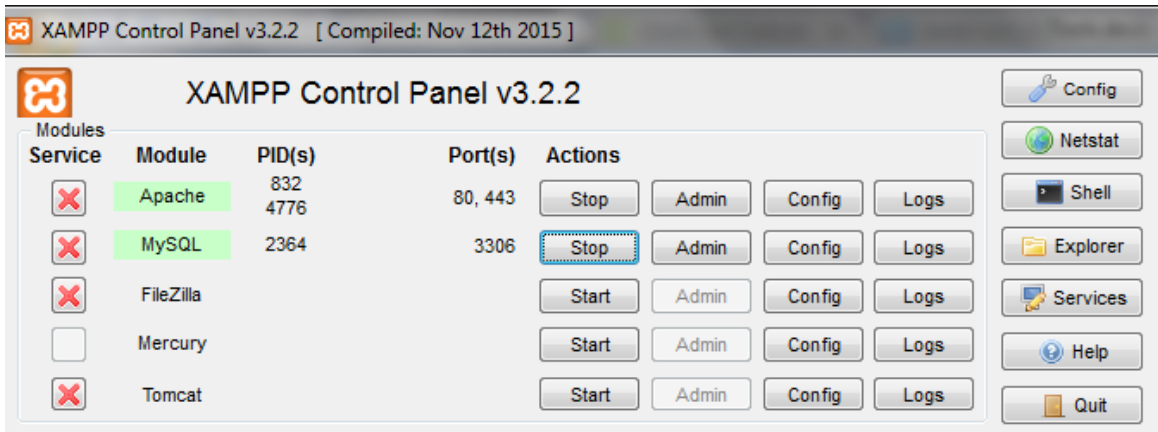 XAMPP Control Panel v3.2.2 [ Compiled: Nov 12th 2015 ]
XAMPP Control Panel v3.2.2
Config
Modules
Netstat
Service Module PID(s) Port(s) Actions
Apache 832 4776 80, 443 Stop Admin Config Logs
Shell
MySQL 2364 3306 Stop Admin Config Logs
Explorer
FileZilla Start Admin Config Logs
Services
Mercury Start Admin Config Logs
Help
Tomcat Start Admin Config Logs
Quit